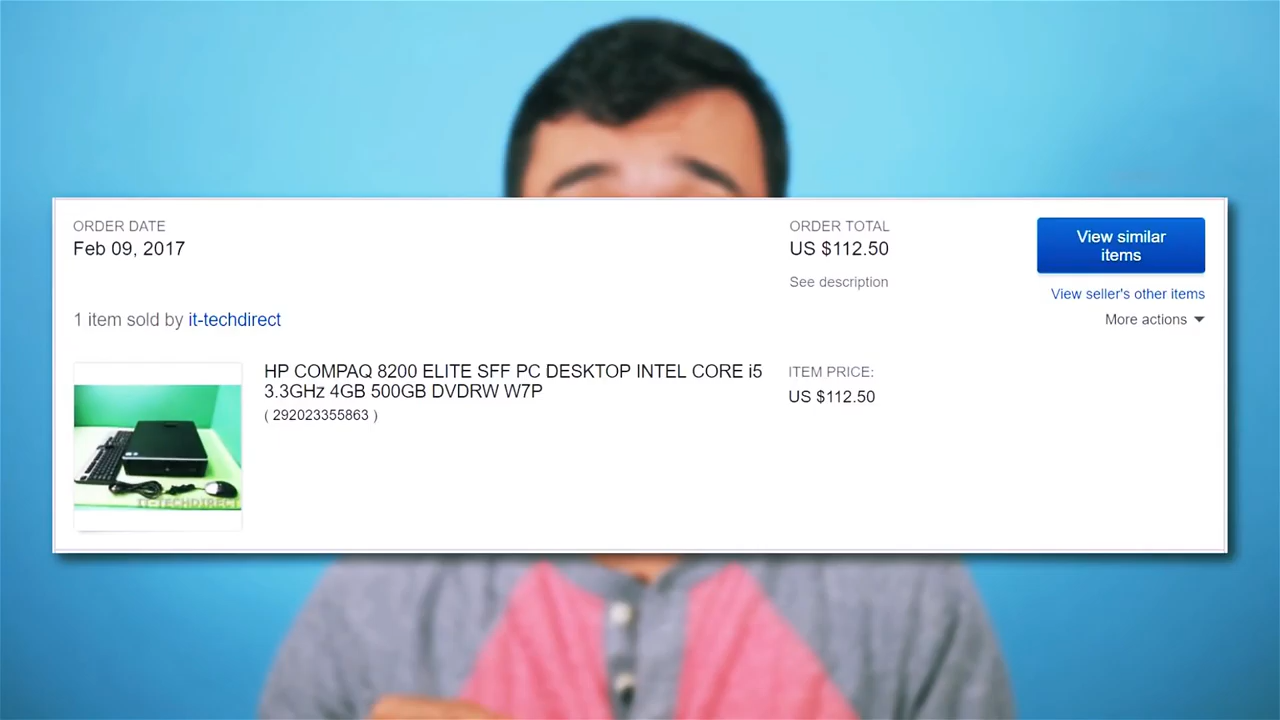 ORDER DATE
Feb 09, 2017
ORDER TOTAL
US $112.50
See description
View similar
items
View seller's other items
More actions
1 item sold by it-techdirect
HP COMPAQ 8200 ELITE SFF PC DESKTOP INTEL CORE i5
3.3GHz 4GB 500GB DVDRW W7P
( 292023355863 )
ITEM PRICE:
US $112.50
IT-TECHDIRECT